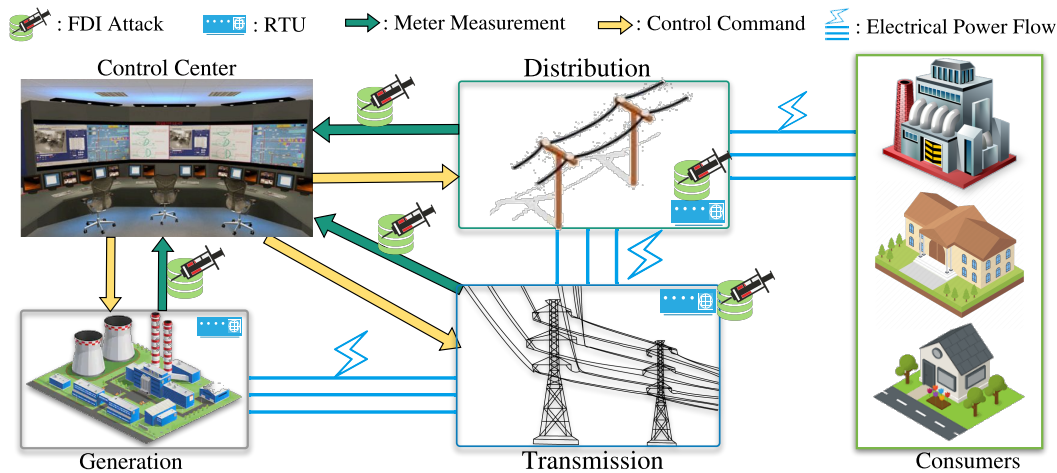 : FDI Attack
: RTU
: Meter Measurement
: Control Command
: Electrical Power Flow
Control Center
Distribution
Generation
Transmission
Consumers